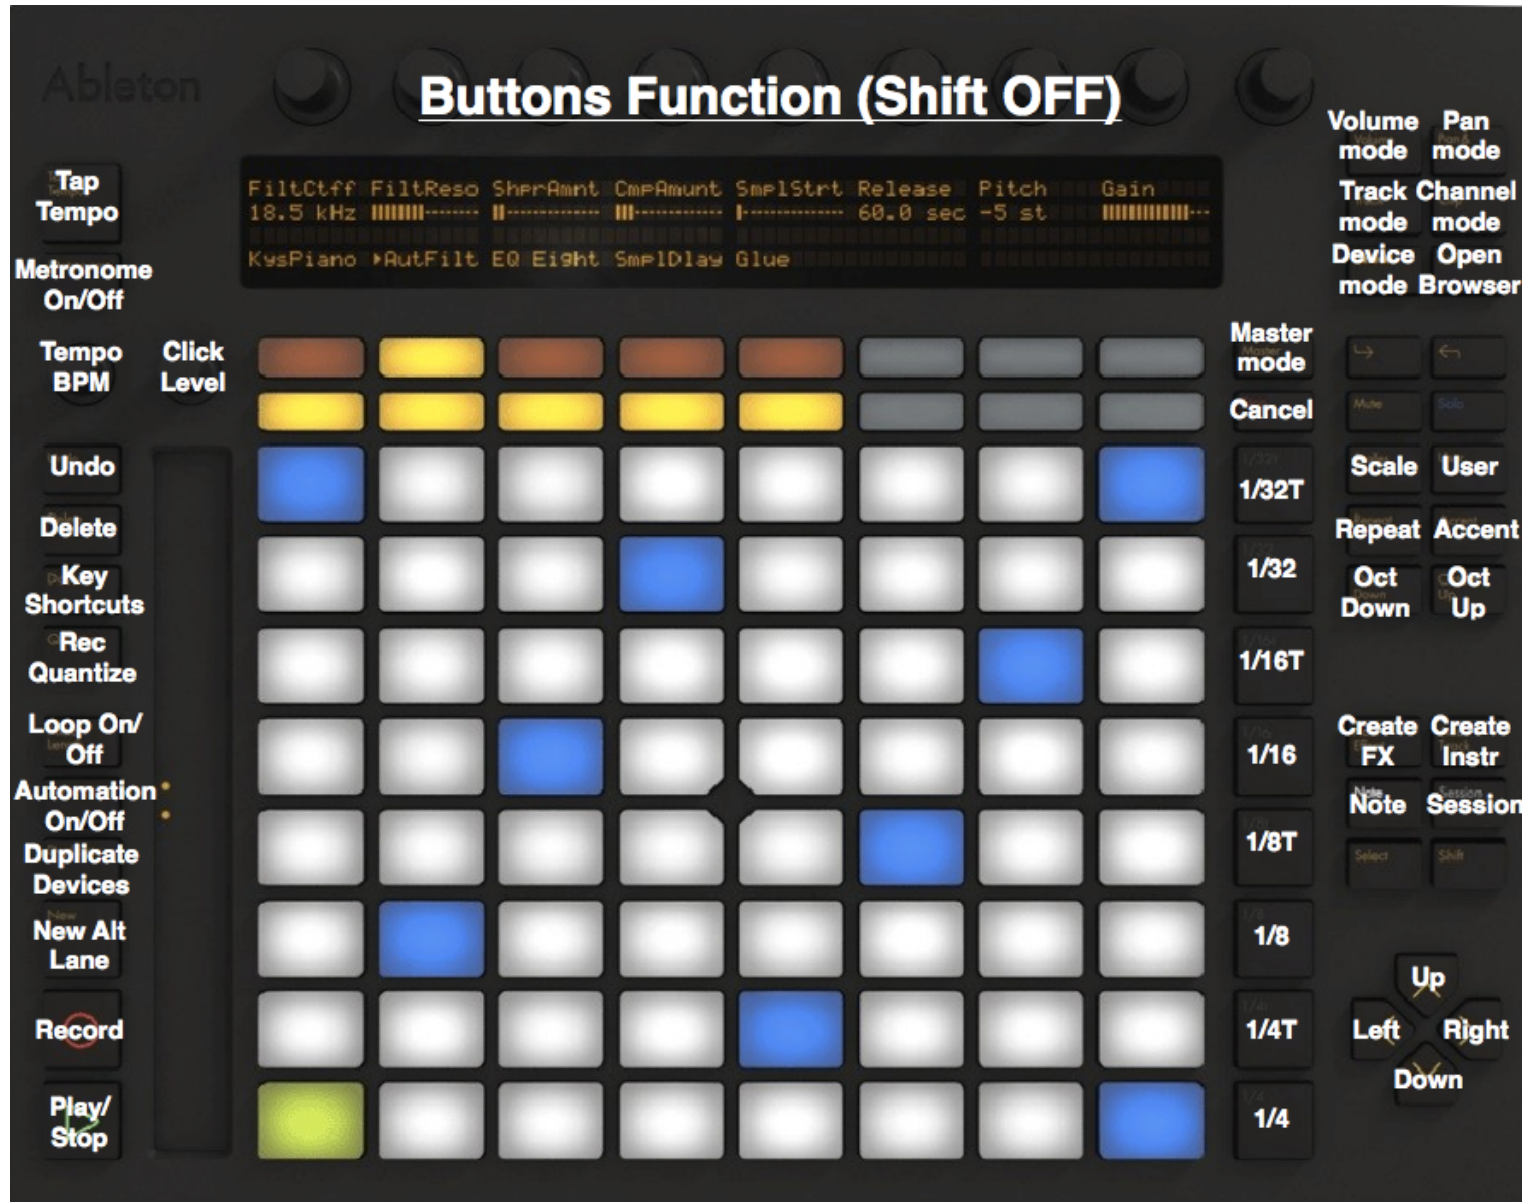 Ableton
Buttons Function (Shift OFF)
Volume mode
Pan mode
Tap Tempo
FiltCtff FiltReso ShprAmnt CmpAmunt SmplStrt Release Pitch Gain
18.5 kHz 60.0 sec -5 st
KysPiano AutFilt EQ Eight SmplDlay Glue
Track mode
Channel mode
Device mode
Open Browser
Metronome On/Off
Tempo BPM
Click Level
Master mode
Cancel
Mute
Solo
Undo
1/32T
Scale
User
Delete
Repeat
Accent
Key Shortcuts
1/32
Oct Down
Oct Up
Rec Quantize
1/16T
Loop On/
Off
1/16
Create FX
Create Instr
Automation On/Off
Note
Session
Duplicate Devices
1/8T
Select
Shift
New
New Alt Lane
1/8
Up
Record
1/4T
Left
Right
Down
Play/
Stop
1/4